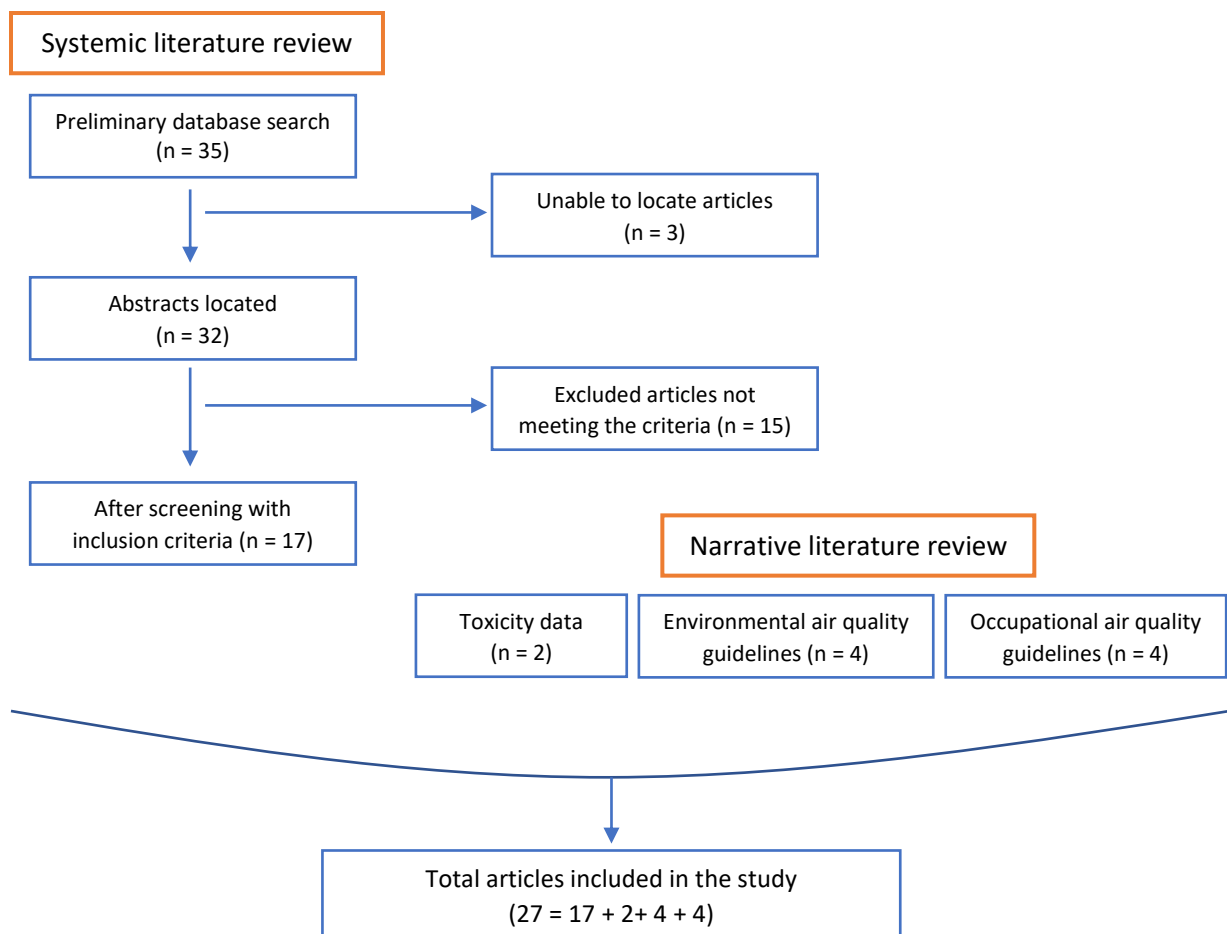 Systemic literature review
Preliminary database search
(n = 35)
Unable to locate articles
(n = 3)
Abstracts located
(n = 32)
Excluded articles not
meeting the criteria (n = 15)
After screening with
inclusion criteria (n = 17)
Narrative literature review
Toxicity data
(n = 2)
Environmental air quality
guidelines (n = 4)
Occupational air quality
guidelines (n = 4)
Total articles included in the study
(27 = 17 + 2+ 4 + 4)